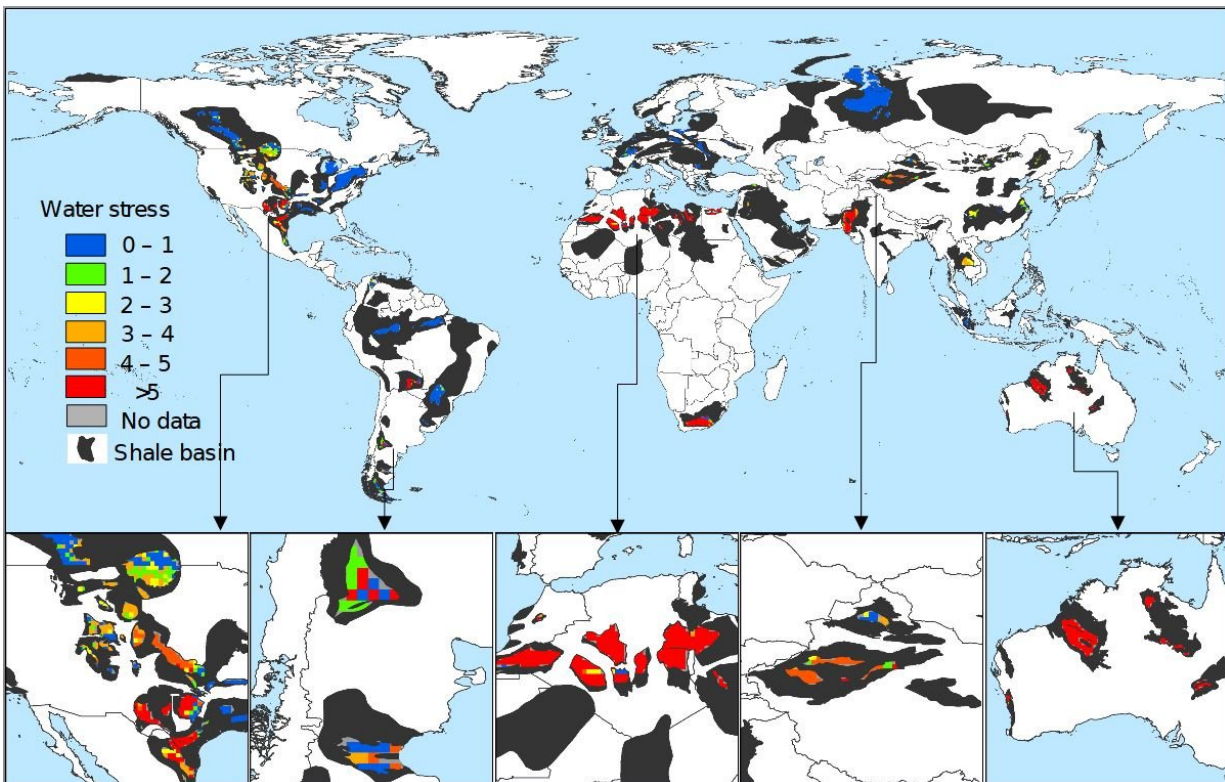 Water stress
0 – 1
1 – 2
2 – 3
3 – 4
4 – 5
>5
No data
Shale basin